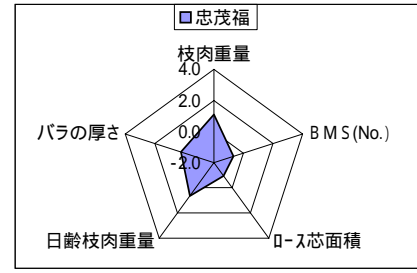 忠茂福
枝肉重量
4.0
2.0
0.0
-2.0
BMS(No.)
ロース芯面積
日齢枝肉重量
バラの厚さ